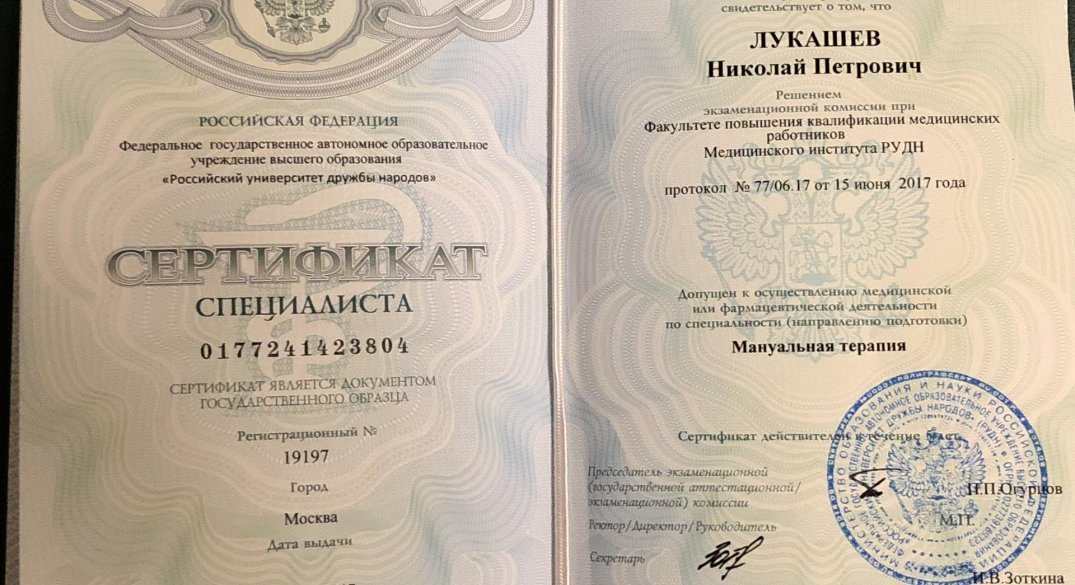 РОССИЙСКАЯ ФЕДЕРАЦИЯ
Федеральное государственное автономное образовательное
учреждение высшего образования
«Российский университет дружбы народов»
СЕРТИФИКАТ
СПЕЦИАЛИСТА
0177241423804
СЕРТИФИКАТ ЯВЛЯЕТСЯ ДОКУМЕНТОМ
ГОСУДАРСТВЕННОГО ОБРАЗЦА
Регистрационный №
19197
Город
Москва
Дата выдачи
свидетельствует о том, что
ЛУКАШЕВ
Николай Петрович
Решением
экзаменационной комиссии при
Факультете повышения квалификации медицинских
работников
Медицинского института РУДН
протокол № 77/06.17 от 15 июня 2017 года
Допущен к осуществлению медицинской
или фармацевтической деятельности
по специальности (направлению подготовки)
Мануальная терапия
Сертификат действителен в течение 5 лет.
Председатель экзаменационной
(государственной аттестационной/
экзаменационной) комиссии
Н.П.Огурцов
Ректор/Директор/Руководитель
М.П.
Секретарь
И.В.Зоткина